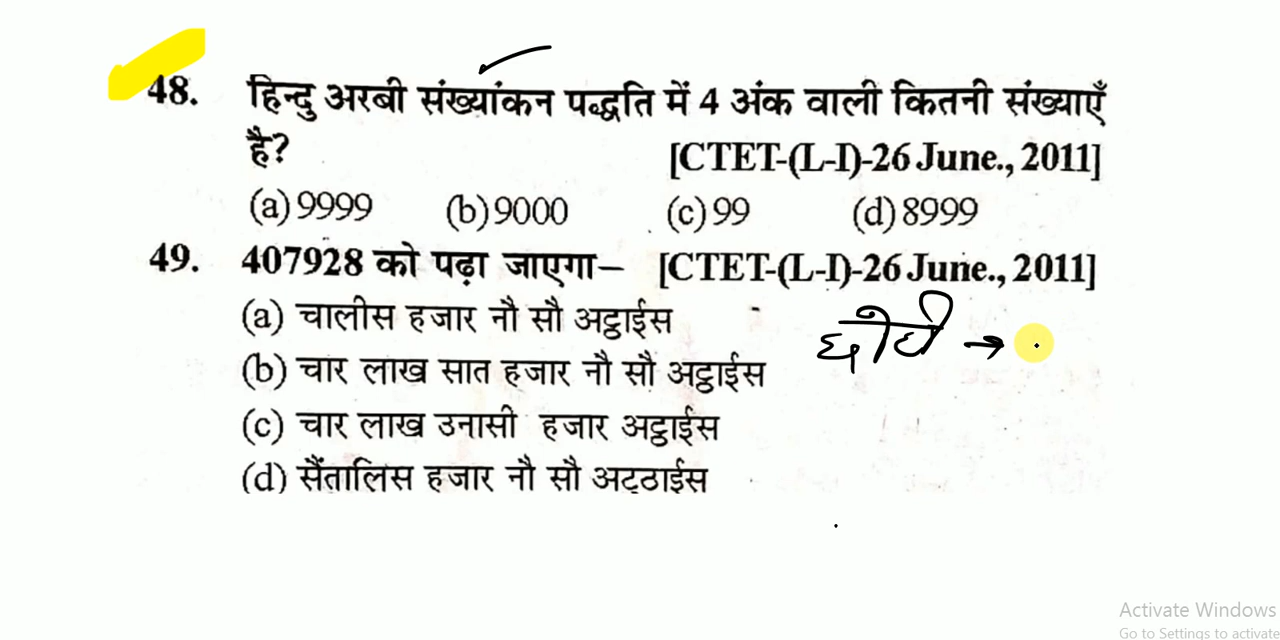 48. हिन्दु अरबी संख्यांकन पद्धति में 4 अंक वाली कितनी संख्याएँ
है? [CTET-(L-I)-26 June., 2011]
(a) 9999 (b) 9000 (c) 99 (d) 8999
49. 407928 को पढ़ा जाएगा– [CTET-(L-I)-26 June., 2011]
(a) चालीस हजार नौ सौ अट्ठाईस
(b) चार लाख सात हजार नौ सौ अट्ठाईस
(c) चार लाख उनासी हजार अट्ठाईस
(d) सैंतालिस हजार नौ सौ अट्ठाईस
→
Activate Windows
Go to Settings to activate